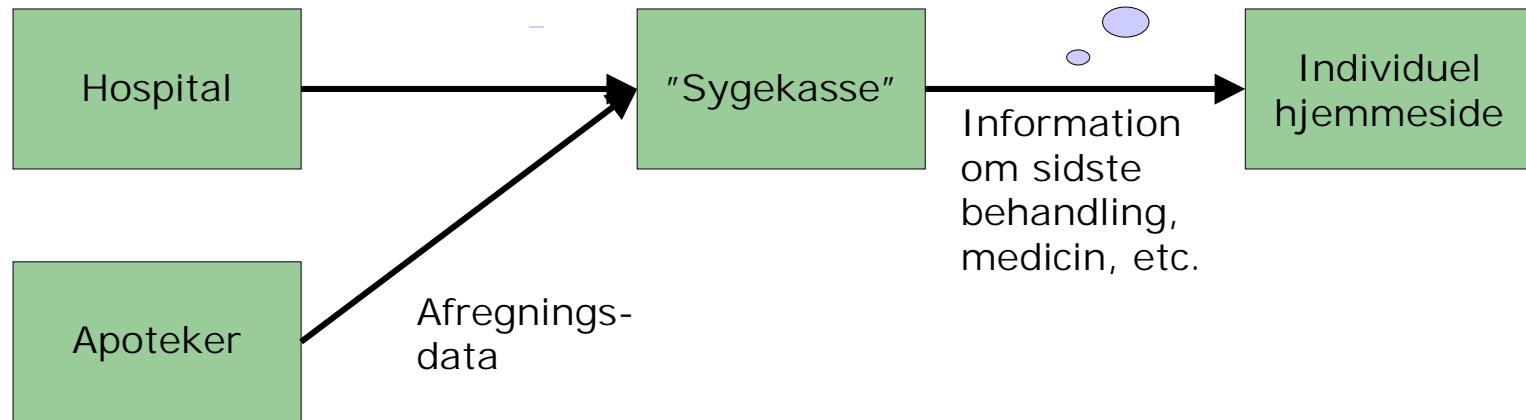 Hospital
"Sygekasse"
Individuel
hjemmeside
Information
om sidste
behandling,
medicin, etc.
Apoteker
Afregnings-
data